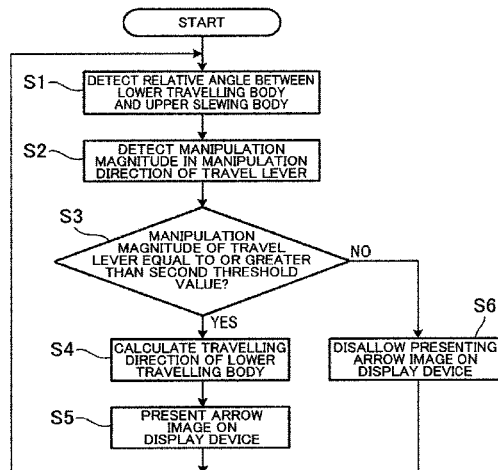 START
S1
DETECT RELATIVE ANGLE BETWEEN
LOWER TRAVELLING BODY
AND UPPER SLEWING BODY
S2
DETECT MANIPULATION
MAGNITUDE IN MANIPULATION
DIRECTION OF TRAVEL LEVER
S3
MANIPULATION
MAGNITUDE OF TRAVEL
LEVER EQUAL TO OR GREATER
THAN SECOND THRESHOLD
VALUE?
NO
YES
S4
CALCULATE TRAVELLING
DIRECTION OF LOWER
TRAVELLING BODY
S6
DISALLOW PRESENTING
ARROW IMAGE ON
DISPLAY DEVICE
S5
PRESENT ARROW
IMAGE ON
DISPLAY DEVICE